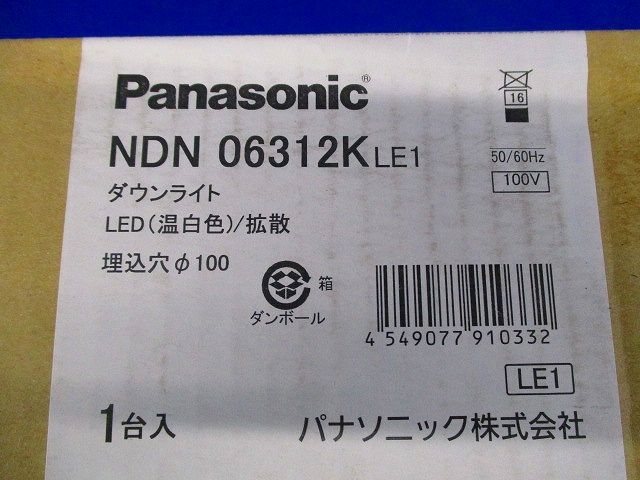 Panasonic®
NDN 06312K LE1
16
50/60Hz
100V
ダウンライト
LED(温白色)/拡散
埋込穴φ100
箱
ダンボール
4 549077 910332
LE1
1台入
パナソニック株式会社